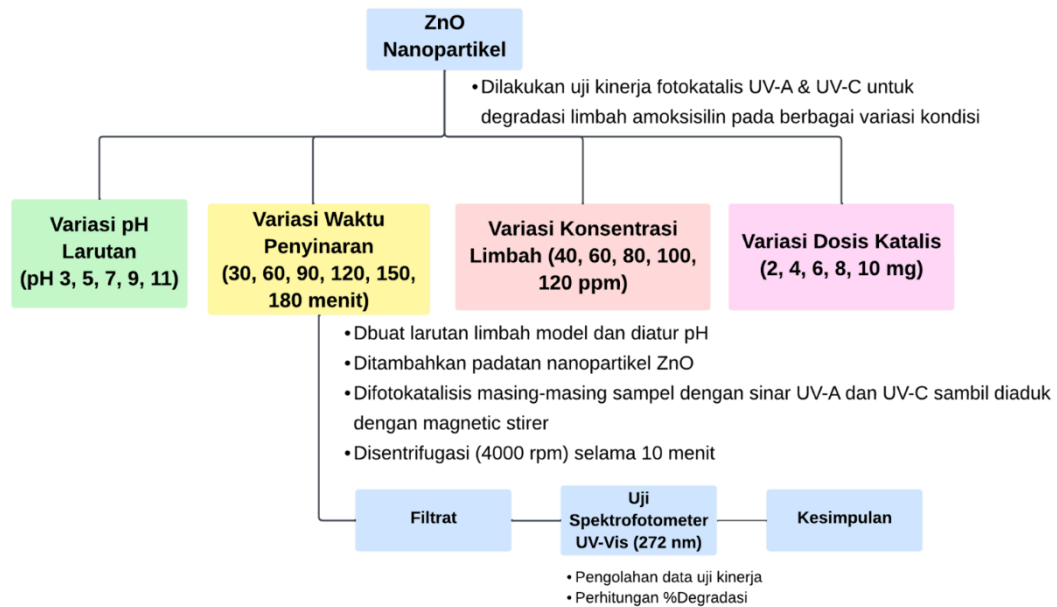 ZnO
Nanopartikel
•Dilakukan uji kinerja fotokatalis UV-A & UV-C untuk
degradasi limbah amoksisilin pada berbagai variasi kondisi
Variasi pH
Larutan
(pH 3, 5, 7, 9, 11)
Variasi Waktu
Penyinaran
(30, 60, 90, 120, 150,
180 menit)
Variasi Konsentrasi
Limbah (40, 60, 80, 100,
120 ppm)
Variasi Dosis Katalis
(2, 4, 6, 8, 10 mg)
•Dbuat larutan limbah model dan diatur pH
•Ditambahkan padatan nanopartikel ZnO
•Difotokatalisis masing-masing sampel dengan sinar UV-A dan UV-C sambil diaduk
dengan magnetic stirer
•Disentrifugasi (4000 rpm) selama 10 menit
Filtrat
Uji
Spektrofotometer
UV-Vis (272 nm)
Kesimpulan
•Pengolahan data uji kinerja
•Perhitungan %Degradasi